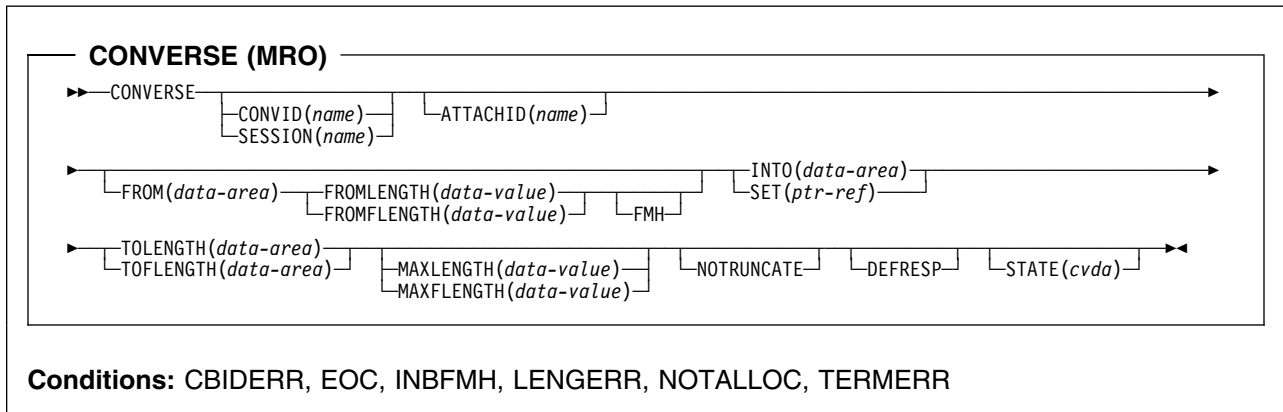 CONVERSE (MRO)
CONVERSE
CONVID(name) ATTACHID(name)
SESSION(name)
INTO(data-area)
FROM(data-area) FROMLENGTH(data-value) SET(ptr-ref)
FROMFLENGTH(data-value) FMH
TOLENGTH(data-area)
TOFLENGTH(data-area) MAXLENGTH(data-value) NOTRUNCATE DEFRESP STATE(cvda)
MAXFLENGTH(data-value)
Conditions: CBIDERR, EOC, INBFMH, LENGERR, NOTALLOC, TERMERR